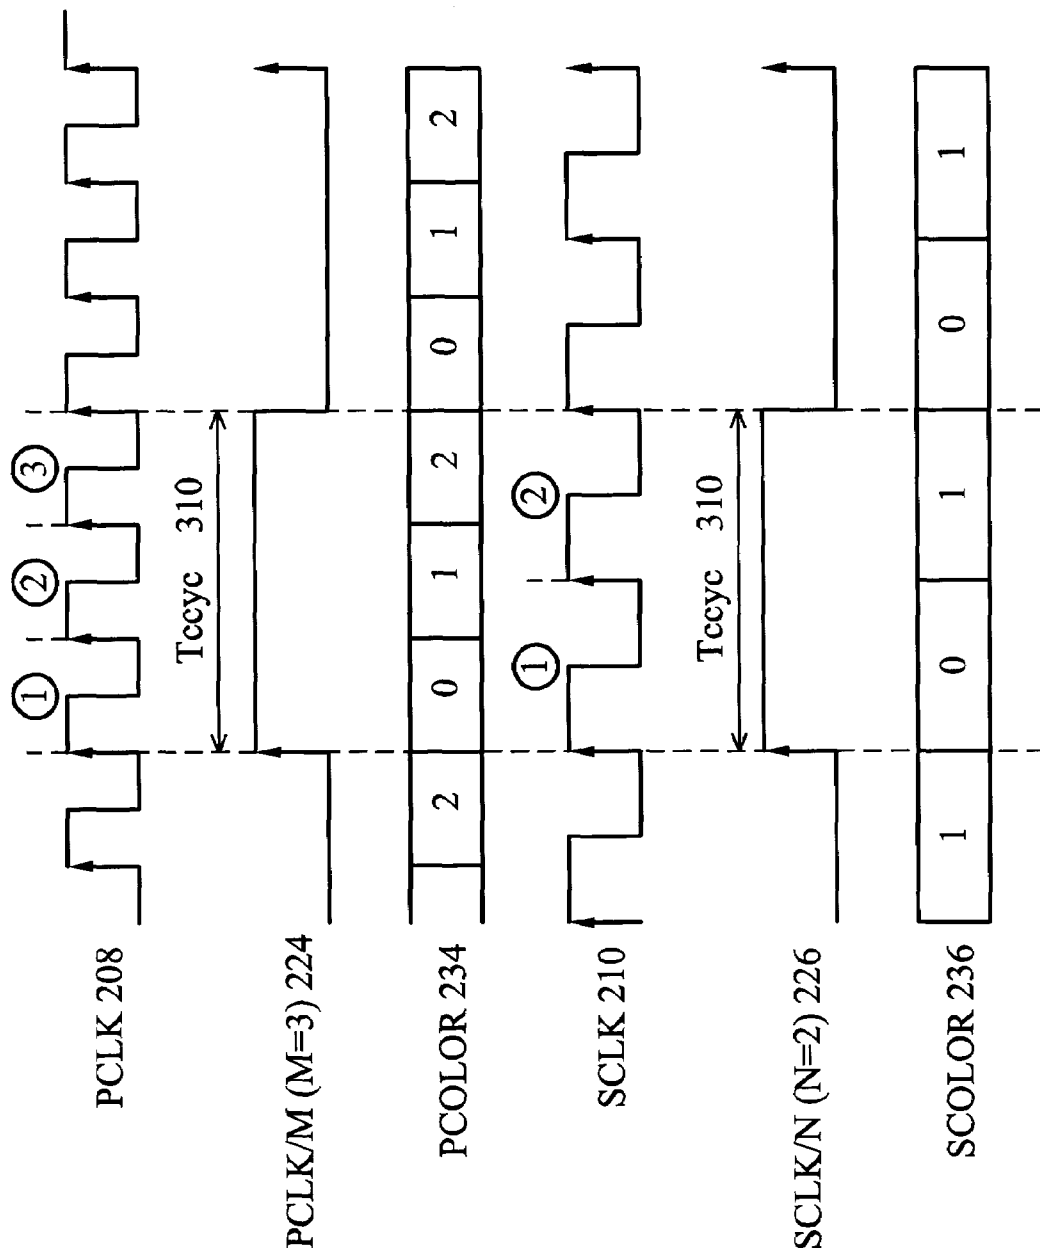 PCLK 208
① ② ③
PCLK/M (M=3) 224
Tccyc 310
PCOLOR 234
2 0 1 2 0 1 2
SCLK 210
① ②
SCLK/N (N=2) 226
Tccyc 310
SCOLOR 236
1 0 1 0 1